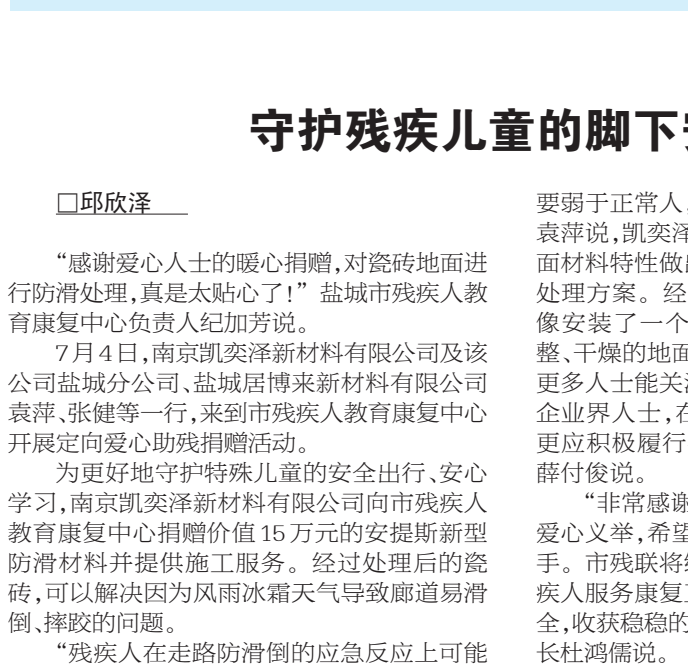 守护残疾儿童的脚下
□邱欣泽
“感谢爱心人士的暖心捐赠,对瓷砖地面进
行防滑处理,真是太贴心了!”盐城市残疾人教
育康复中心负责人纪加芳说。
7月4日,南京凯奕泽新材料有限公司及该
公司盐城分公司、盐城居博来新材料有限公司
袁萍、张健等一行,来到市残疾人教育康复中心
开展定向爱心助残捐赠活动。
为更好地守护特殊儿童的安全出行、安心
学习,南京凯奕泽新材料有限公司向市残疾人
教育康复中心捐赠价值15万元的安提斯新型
防滑材料并提供施工服务。经过处理后的瓷
砖,可以解决因为风雨冰霜天气导致廊道易滑
倒、摔跤的问题。
“残疾人在走路防滑倒的应急反应上可能
要弱于正常人,
袁萍说,凯奕泽
面材料特性做出
处理方案。经
像安装了一个
整、干燥的地面
更多人士能关注
企业界人士,在
更应积极履行
薛付俊说。
“非常感谢
爱心义举,希望
手。市残联将继
疾人服务康复工
全,收获稳稳的
长杜鸿儒说。